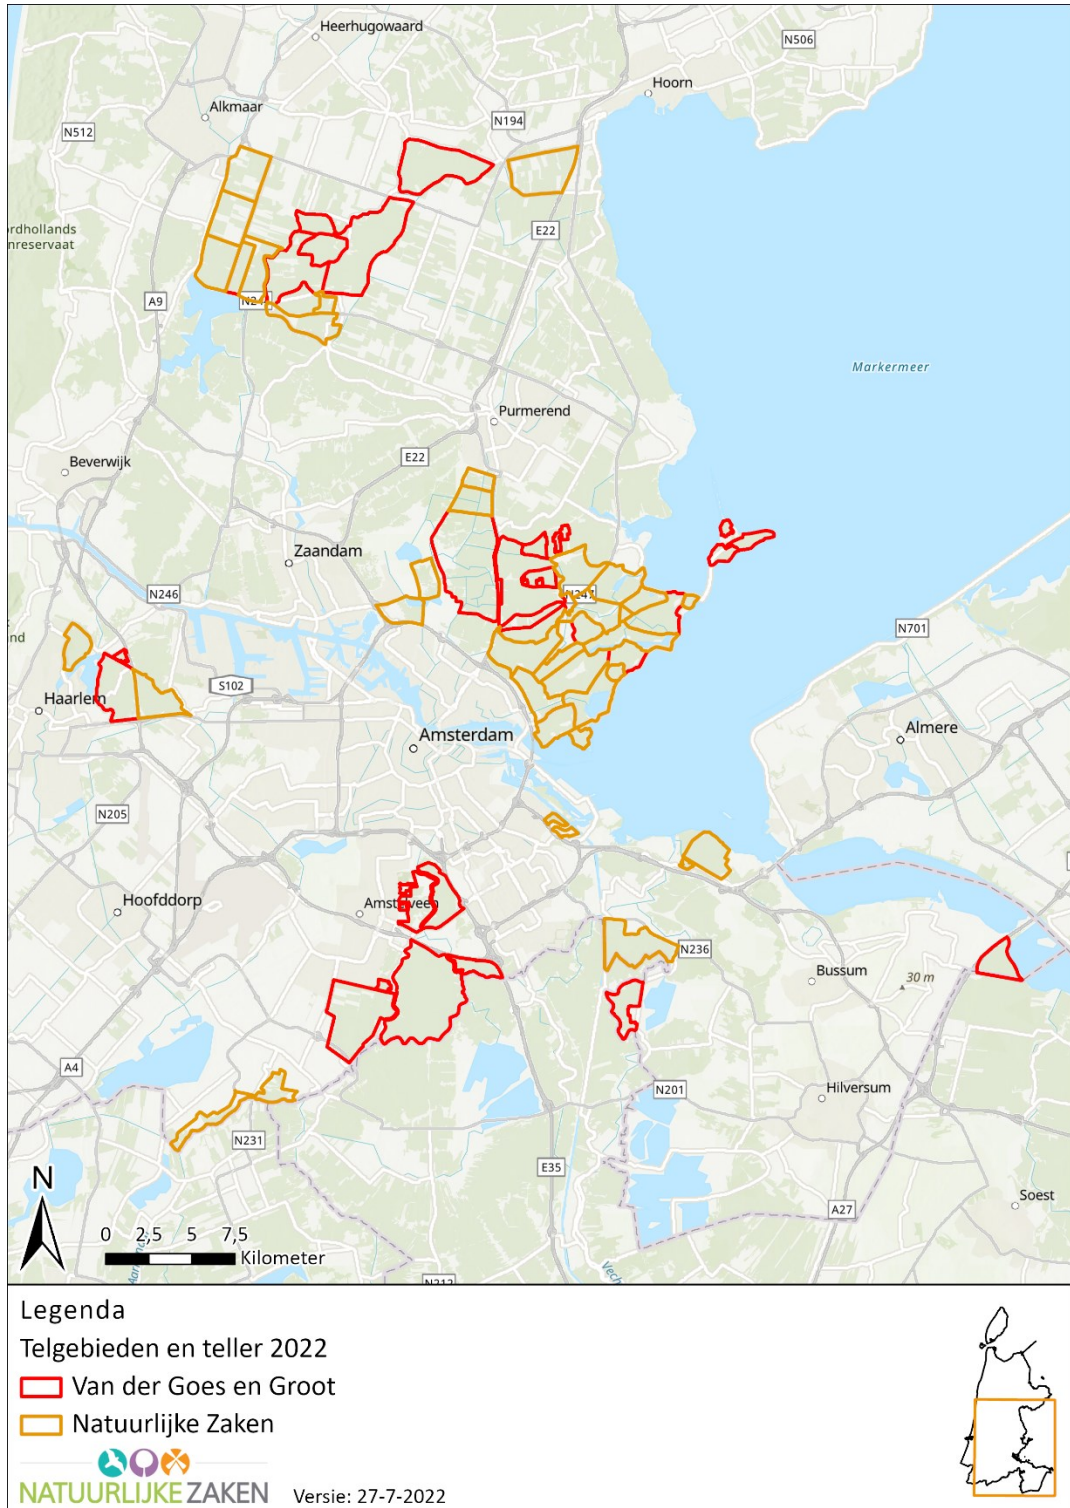 Heerhugowaard
N506
Hoorn
Alkmaar
N194
N512
E22
A9
Markermeer
Purmerend
E22
Beverwijk
Zaandam
N246
N247
N701
S102
Haarlem
Almere
Amsterdam
N205
Hoofddorp
Amstelveen
N236
Bussum
30 m
A4
N201
Hilversum
N231
E35
Soest
A27
N
0 2,5 5 7,5
Kilometer
Legenda
Telgebieden en teller 2022
Van der Goes en Groot
Natuurlijke Zaken
NATUURLIJKE ZAKEN
Versie: 27-7-2022